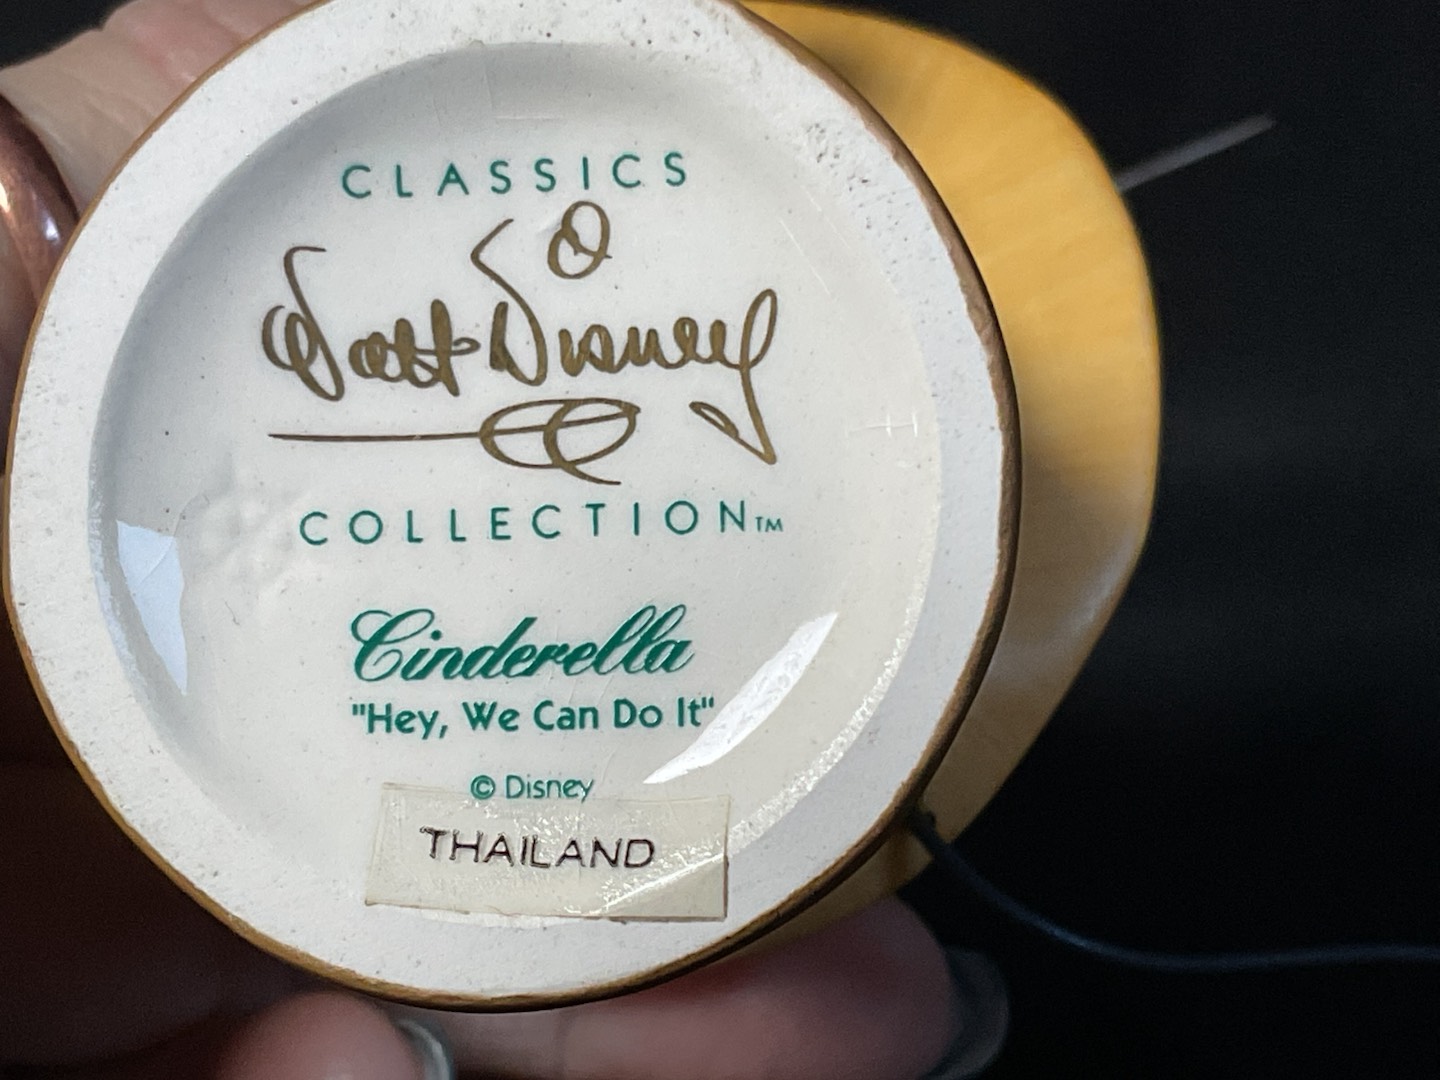 CLASSICS
Walt Disney
COLLECTION™
Cinderella
"Hey, We Can Do It"
© Disney
THAILAND